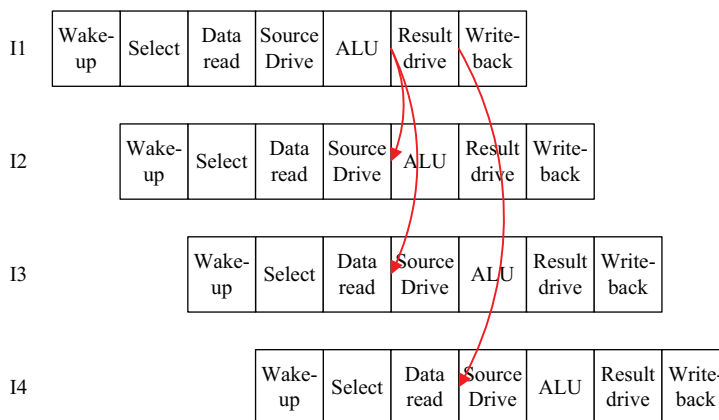 I1
Wake-
up
Select
Data
read
Source
Drive
ALU
Result
drive
Write-
back
I2
Wake-
up
Select
Data
read
Source
Drive
ALU
Result
drive
Write-
back
I3
Wake-
up
Select
Data
read
Source
Drive
ALU
Result
drive
Write-
back
I4
Wake-
up
Select
Data
read
Source
Drive
ALU
Result
drive
Write-
back